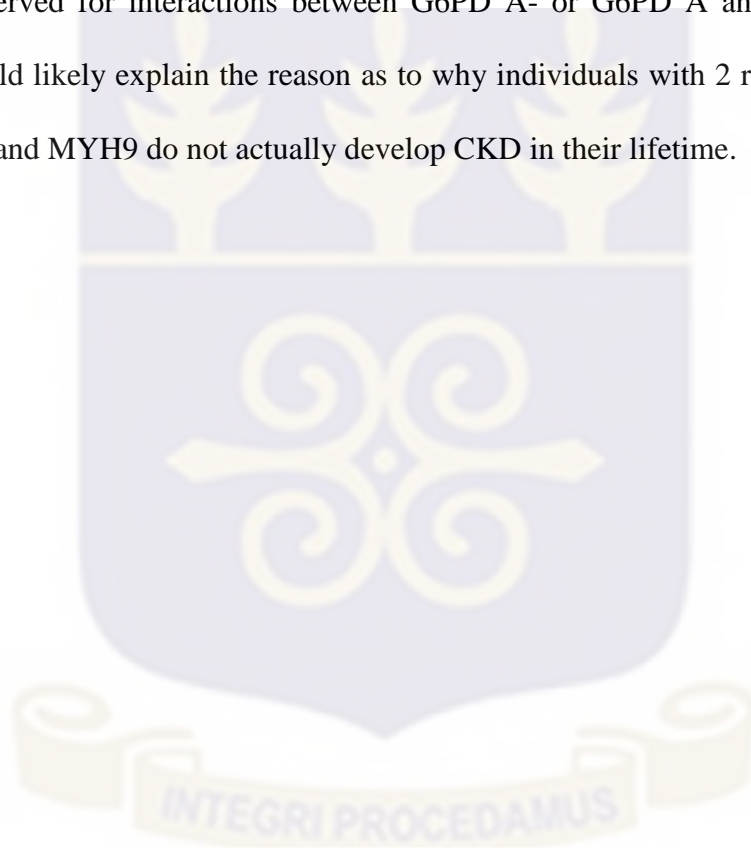 served for interactions between G6PD A- or G6PD A an
ld likely explain the reason as to why individuals with 2 r
and MYH9 do not actually develop CKD in their lifetime.
INTEGRI PROCEDAMUS